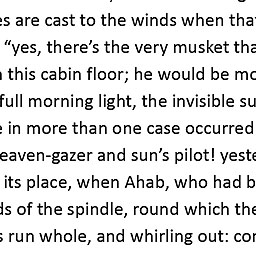 es are cast to the winds when that
“yes, there’s the very musket tha
this cabin floor; he would be mo
full morning light, the invisible su
in more than one case occurred
eaven-gazer and sun’s pilot! yeste
its place, when Ahab, who had b
ds of the spindle, round which the
s run whole, and whirling out: con